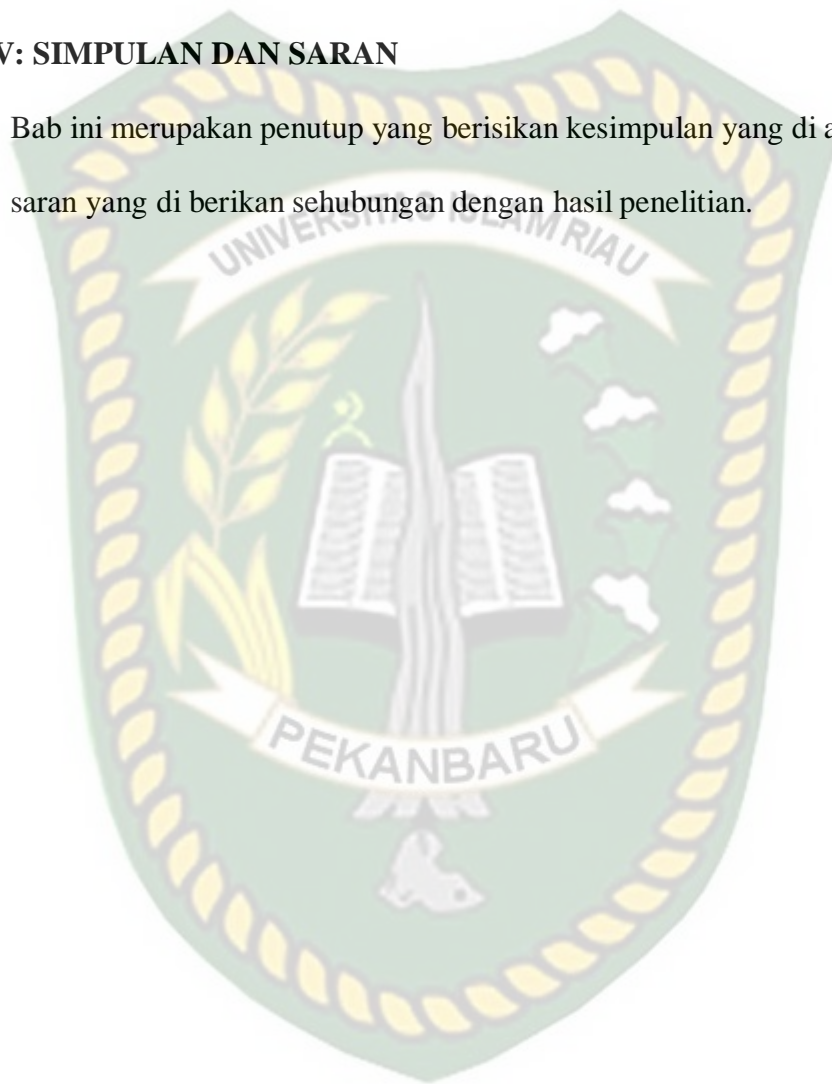 V: SIMPULAN DAN SARAN
Bab ini merupakan penutup yang berisikan kesimpulan yang di a
saran yang di berikan sehubungan dengan hasil penelitian.
UNIVERSITAS ISLAM RIAU
PEKANBARU